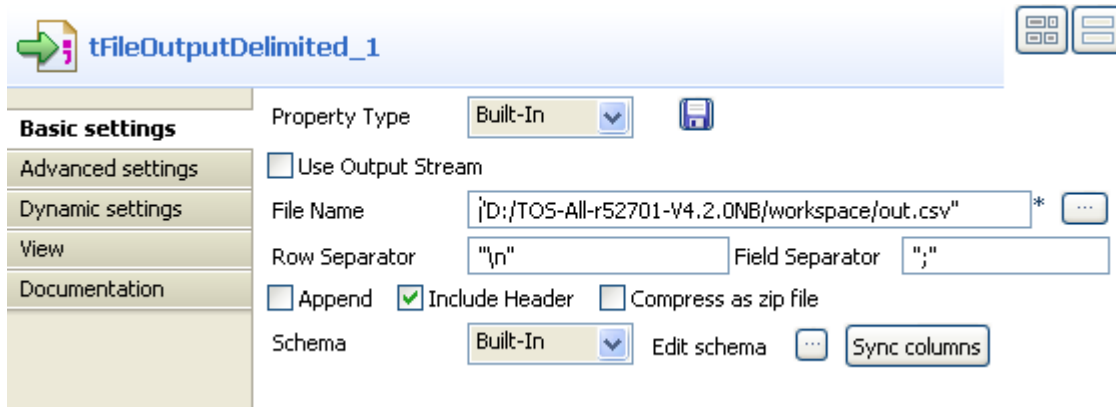 tFileOutputDelimited_1
Basic settings
Property Type Built-In
Advanced settings
Use Output Stream
Dynamic settings
File Name "D:/TOS-All-r52701-V4.2.0NB/workspace/out.csv" * ...
View
Row Separator "\n" Field Separator ";"
Documentation
Append Include Header Compress as zip file
Schema Built-In Edit schema ... Sync columns